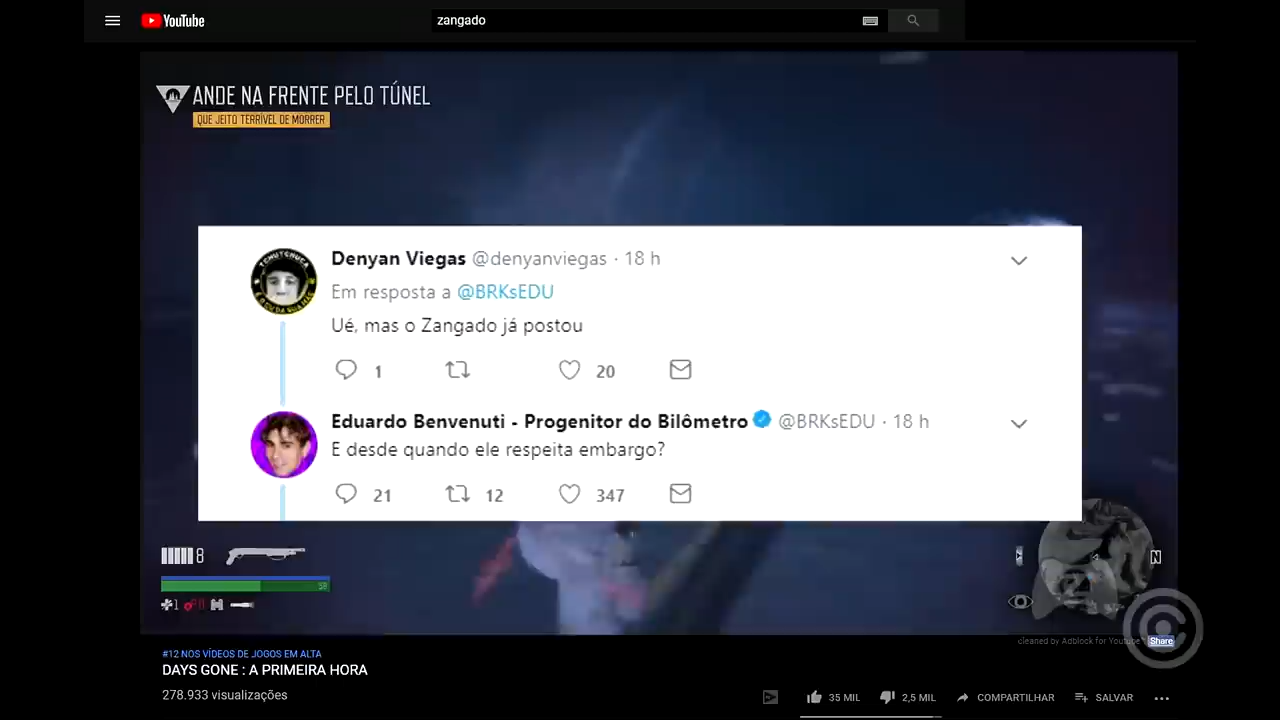 YouTube
zangado
ANDE NA FRENTE PELO TÚNEL
QUE JEITO TERRÍVEL DE MORRER
Denyan Viegas @denyanviegas · 18 h
Em resposta a @BRKsEDU
Ué, mas o Zangado já postou
1 20
Eduardo Benvenuti - Progenitor do Bilômetro @BRKsEDU · 18 h
E desde quando ele respeita embargo?
21 12 347
8
N
58
1
cleaned by Adblock for Youtube™
Share
#12 NOS VÍDEOS DE JOGOS EM ALTA
DAYS GONE : A PRIMEIRA HORA
278.933 visualizações
35 MIL 2,5 MIL COMPARTILHAR SALVAR